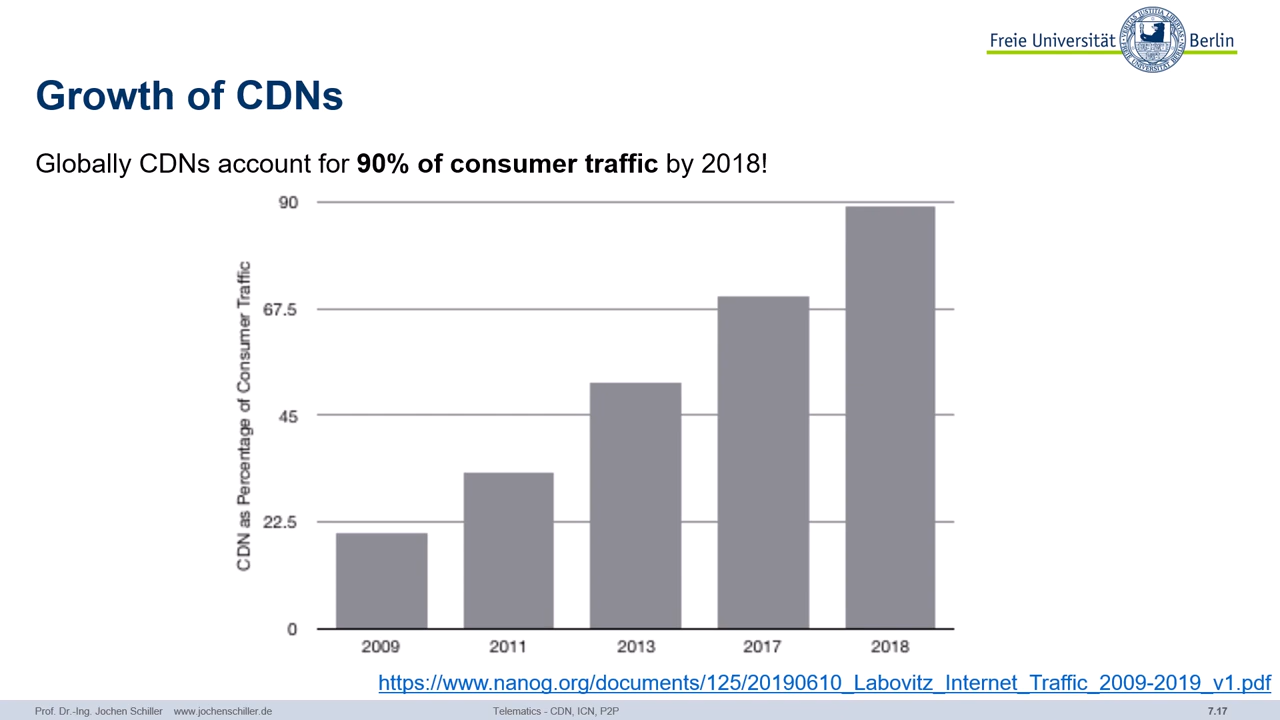 Freie Universität Berlin
Growth of CDNs
Globally CDNs account for 90% of consumer traffic by 2018!
CDN as Percentage of Consumer Traffic
90
67.5
45
22.5
0
2009 2011 2013 2017 2018
https://www.nanog.org/documents/125/20190610_Labovitz_Internet_Traffic_2009-2019_v1.pdf
Prof. Dr.-Ing. Jochen Schiller www.jochenschiller.de Telematics - CDN, ICN, P2P 7.17